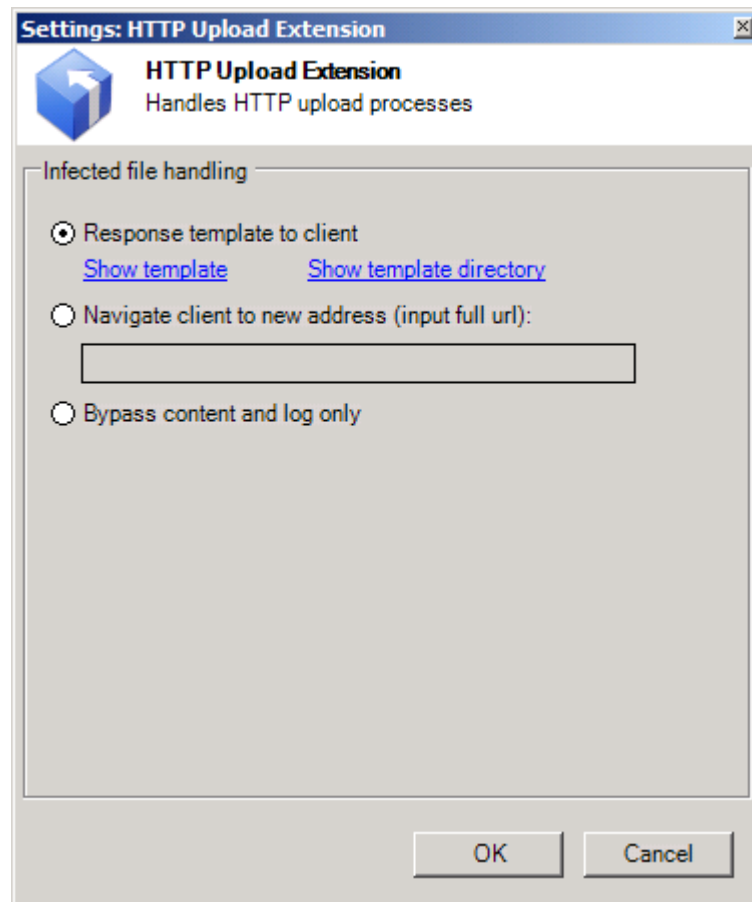 Settings: HTTP Upload Extension
HTTP Upload Extension
Handles HTTP upload processes
Infected file handling
Response template to client
Show template Show template directory
Navigate client to new address (input full url):
Bypass content and log only
OK Cancel